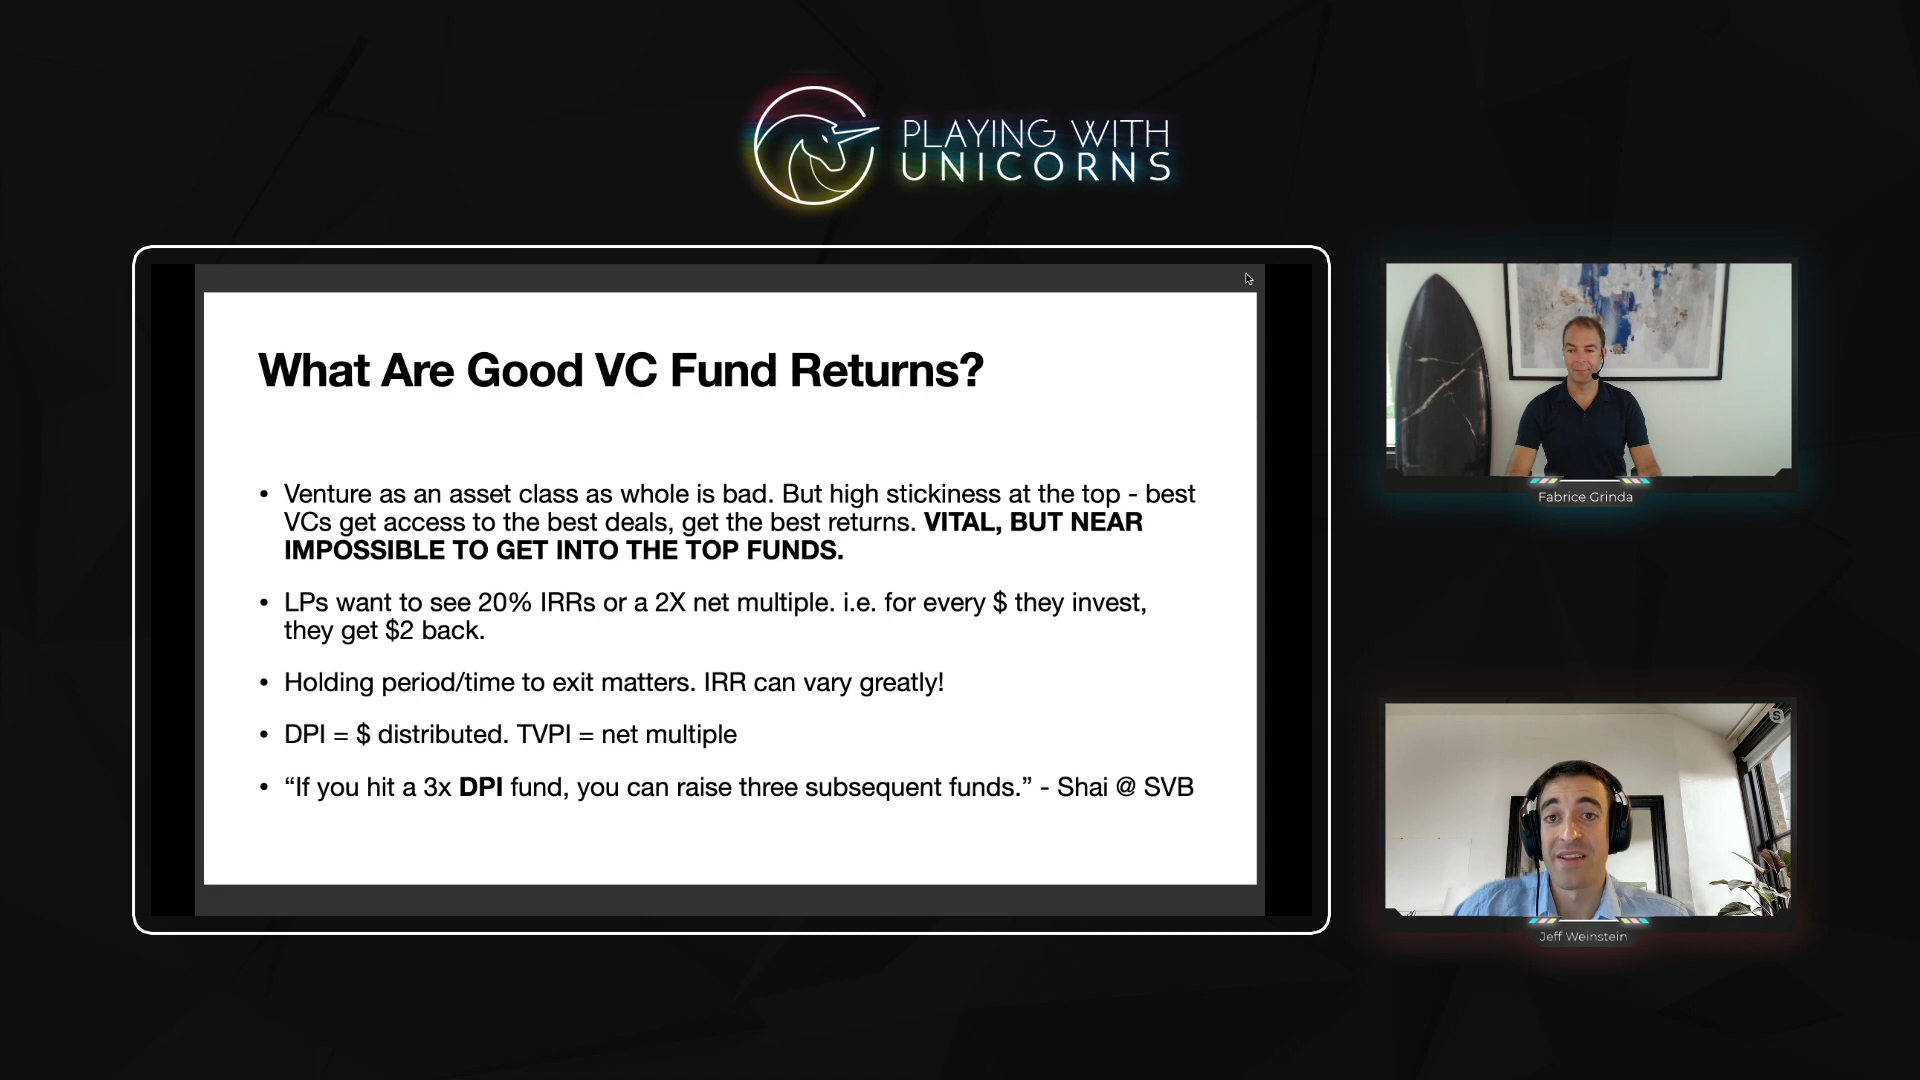 PLAYING WITH
UNICORNS
What Are Good VC Fund Returns?
• Venture as an asset class as whole is bad. But high stickiness at the top - best
VCs get access to the best deals, get the best returns. VITAL, BUT NEAR
IMPOSSIBLE TO GET INTO THE TOP FUNDS.
• LPs want to see 20% IRRs or a 2X net multiple. i.e. for every $ they invest,
they get $2 back.
• Holding period/time to exit matters. IRR can vary greatly!
• DPI = $ distributed. TVPI = net multiple
• “If you hit a 3x DPI fund, you can raise three subsequent funds.” - Shai @ SVB
Fabrice Grinda
S
Jeff Weinstein